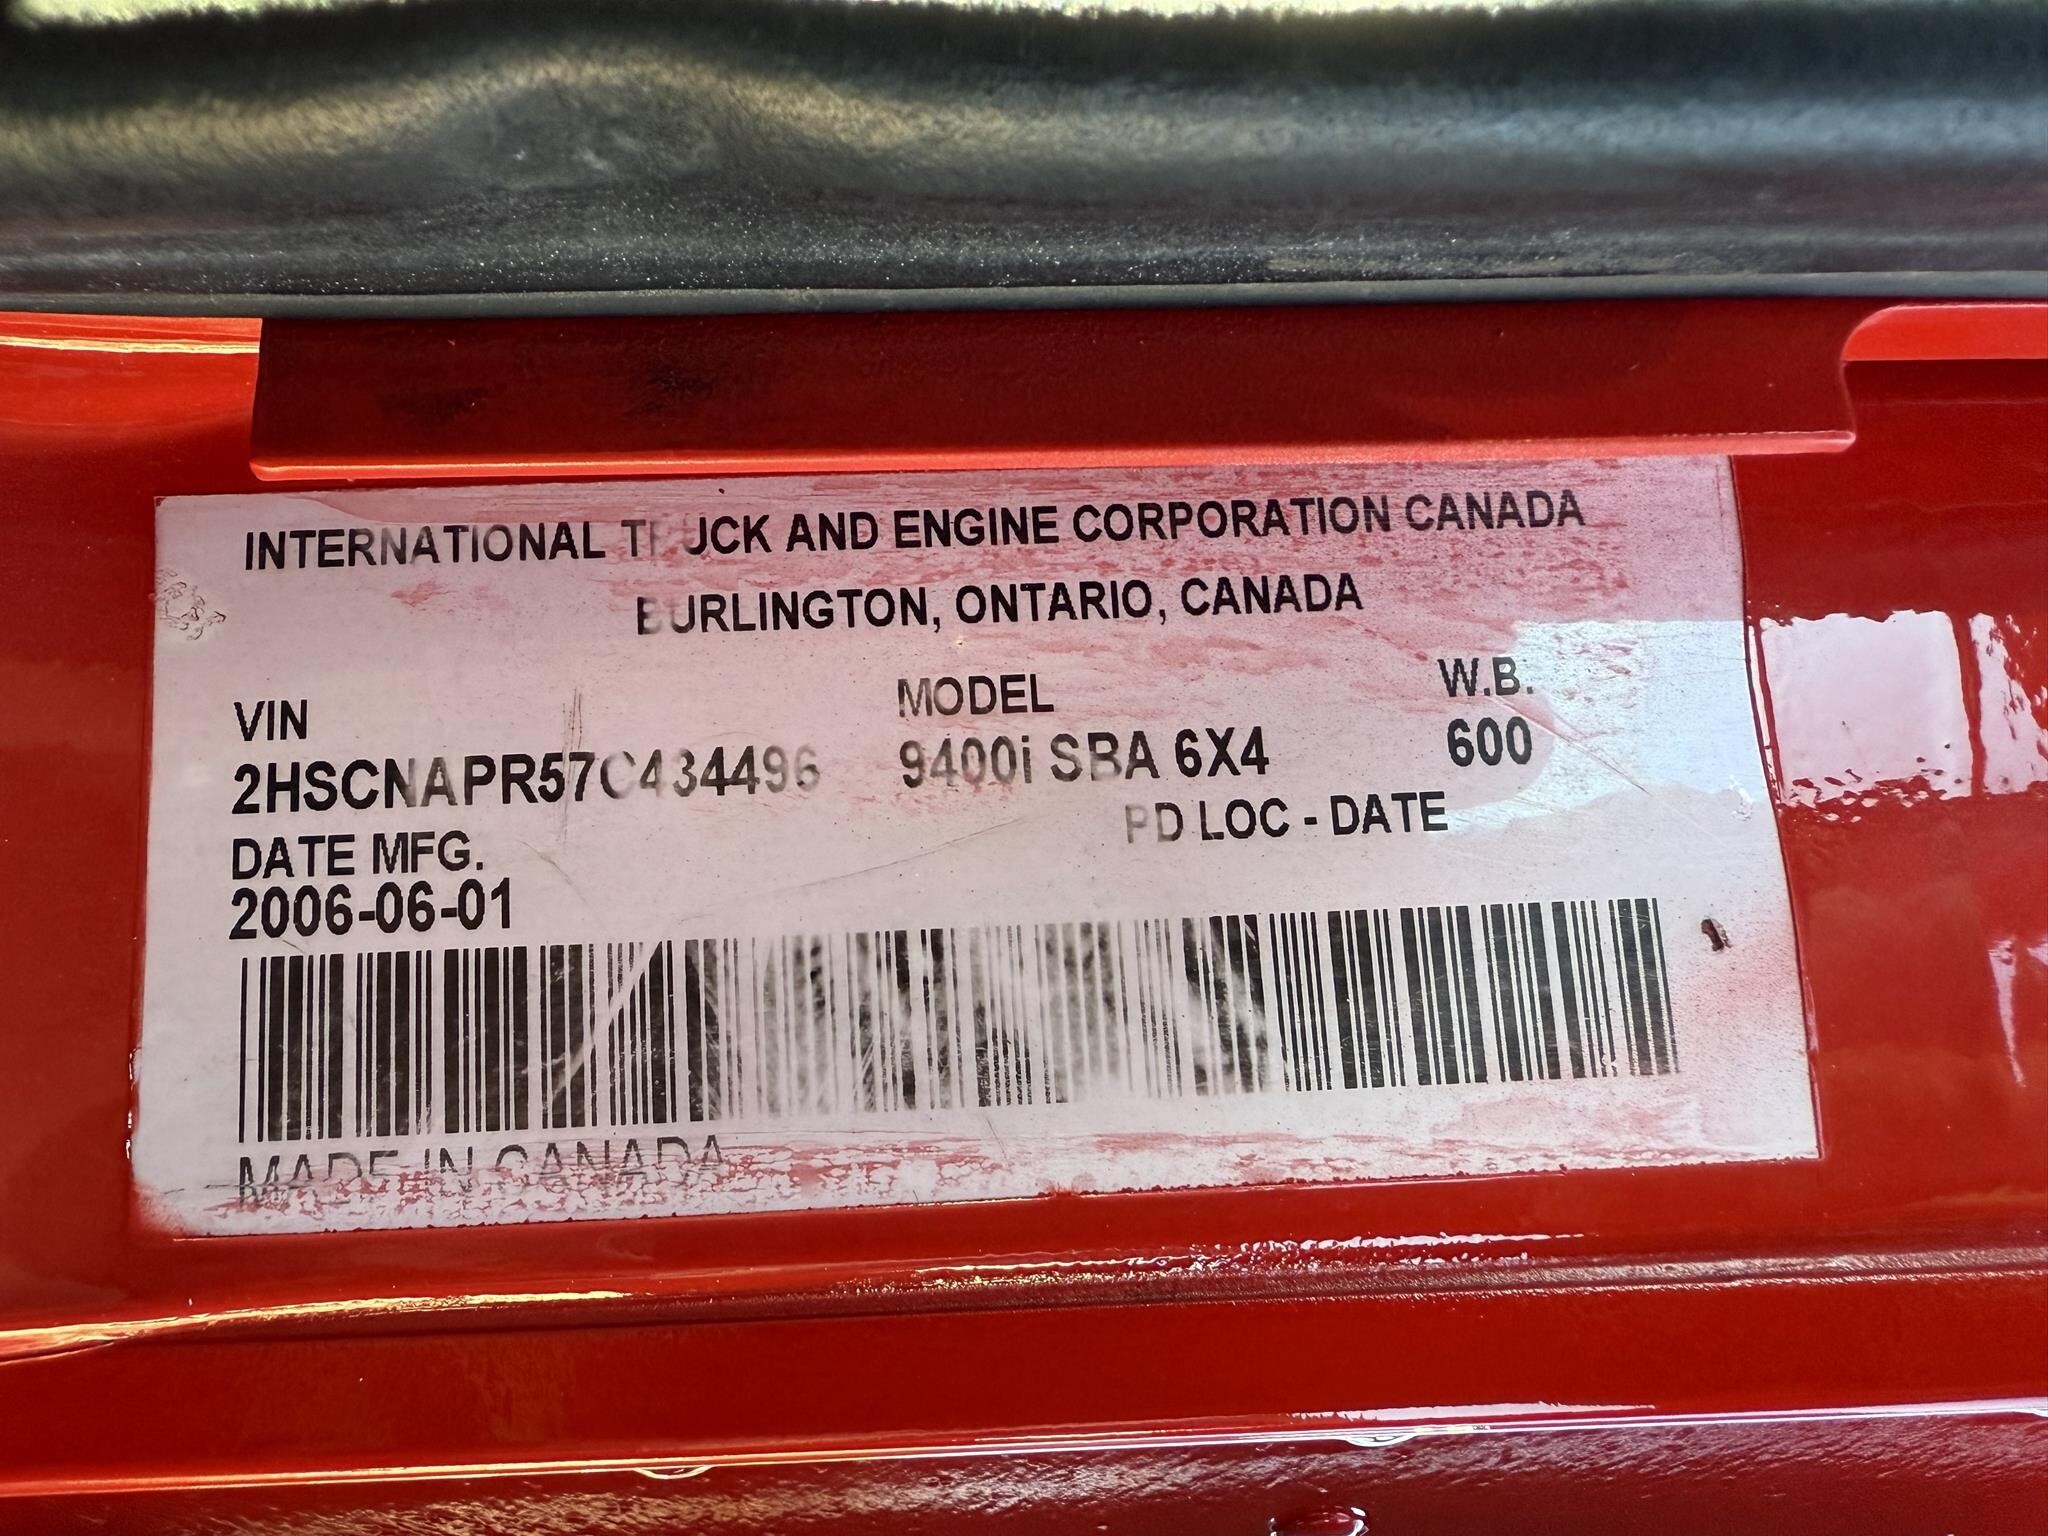 INTERNATIONAL TRUCK AND ENGINE CORPORATION CANADA
BURLINGTON, ONTARIO, CANADA
VIN MODEL W.B.
2HSCNAPR57C434496 9400i SBA 6X4 600
DATE MFG. PD LOC - DATE
2006-06-01
MADE IN CANADA